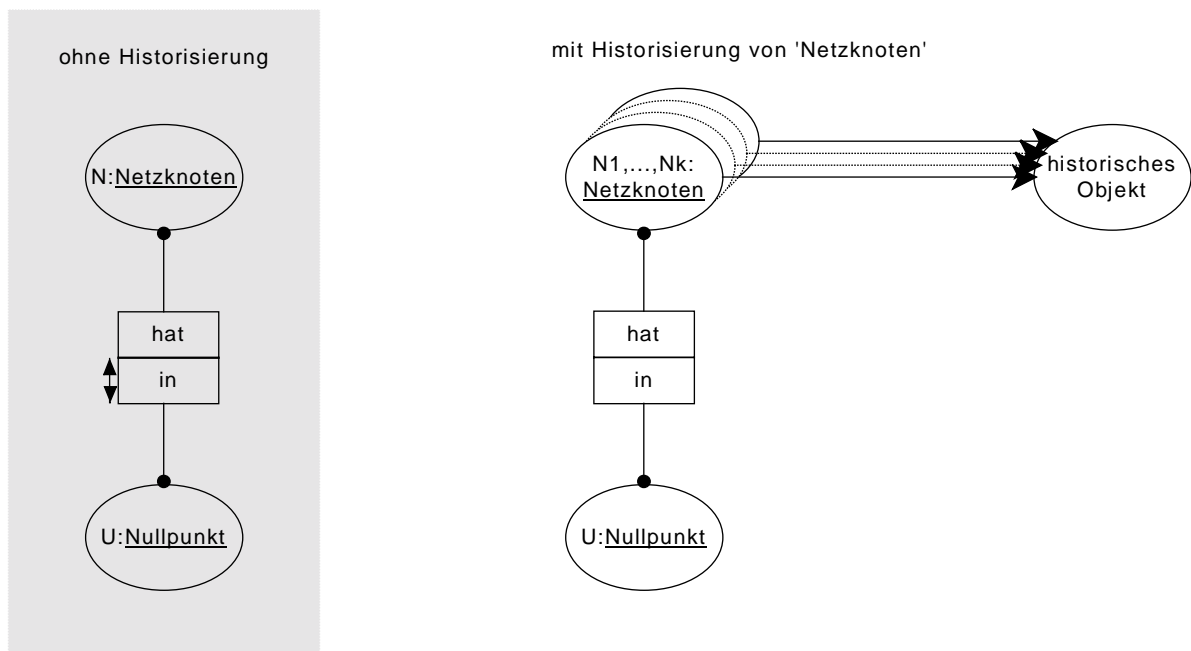 ohne Historisierung
N:Netzknoten
hat
in
U:Nullpunkt
mit Historisierung von 'Netzknoten'
N1,...,Nk:
Netzknoten
historisches
Objekt
hat
in
U:Nullpunkt